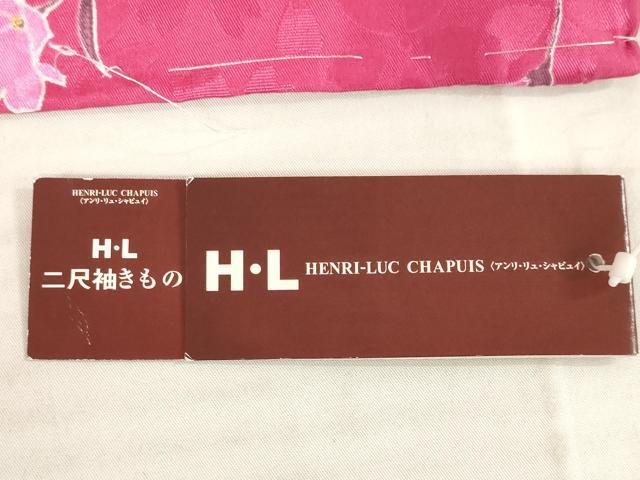 HENRI-LUC CHAPUIS
〈アンリ・リュ・シャピュイ〉
H・L
二尺袖きもの
H・L HENRI-LUC CHAPUIS 〈アンリ・リュ・シャピュイ〉